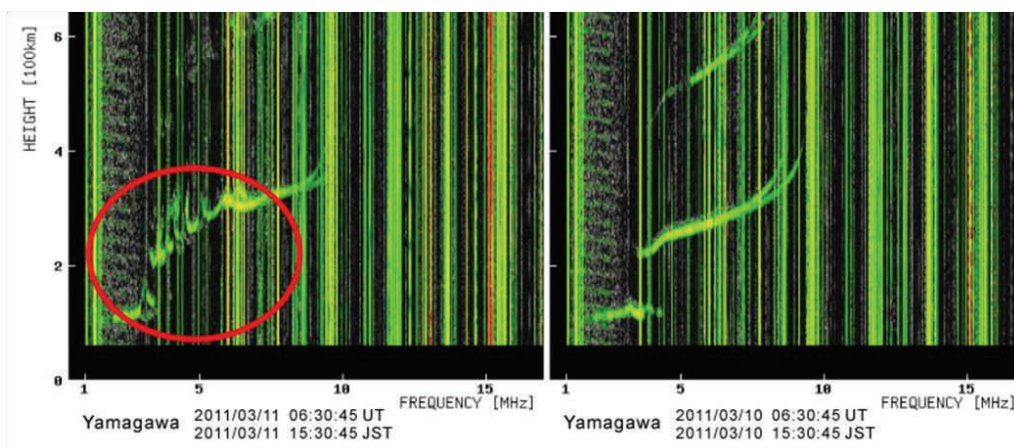 HEIGHT [100km]
6
4
2
0
1 5 10 15
FREQUENCY [MHz]
Yamagawa 2011/03/11 06:30:45 UT
2011/03/11 15:30:45 JST
1 5 10 15
FREQUENCY [MHz]
Yamagawa 2011/03/10 06:30:45 UT
2011/03/10 15:30:45 JST